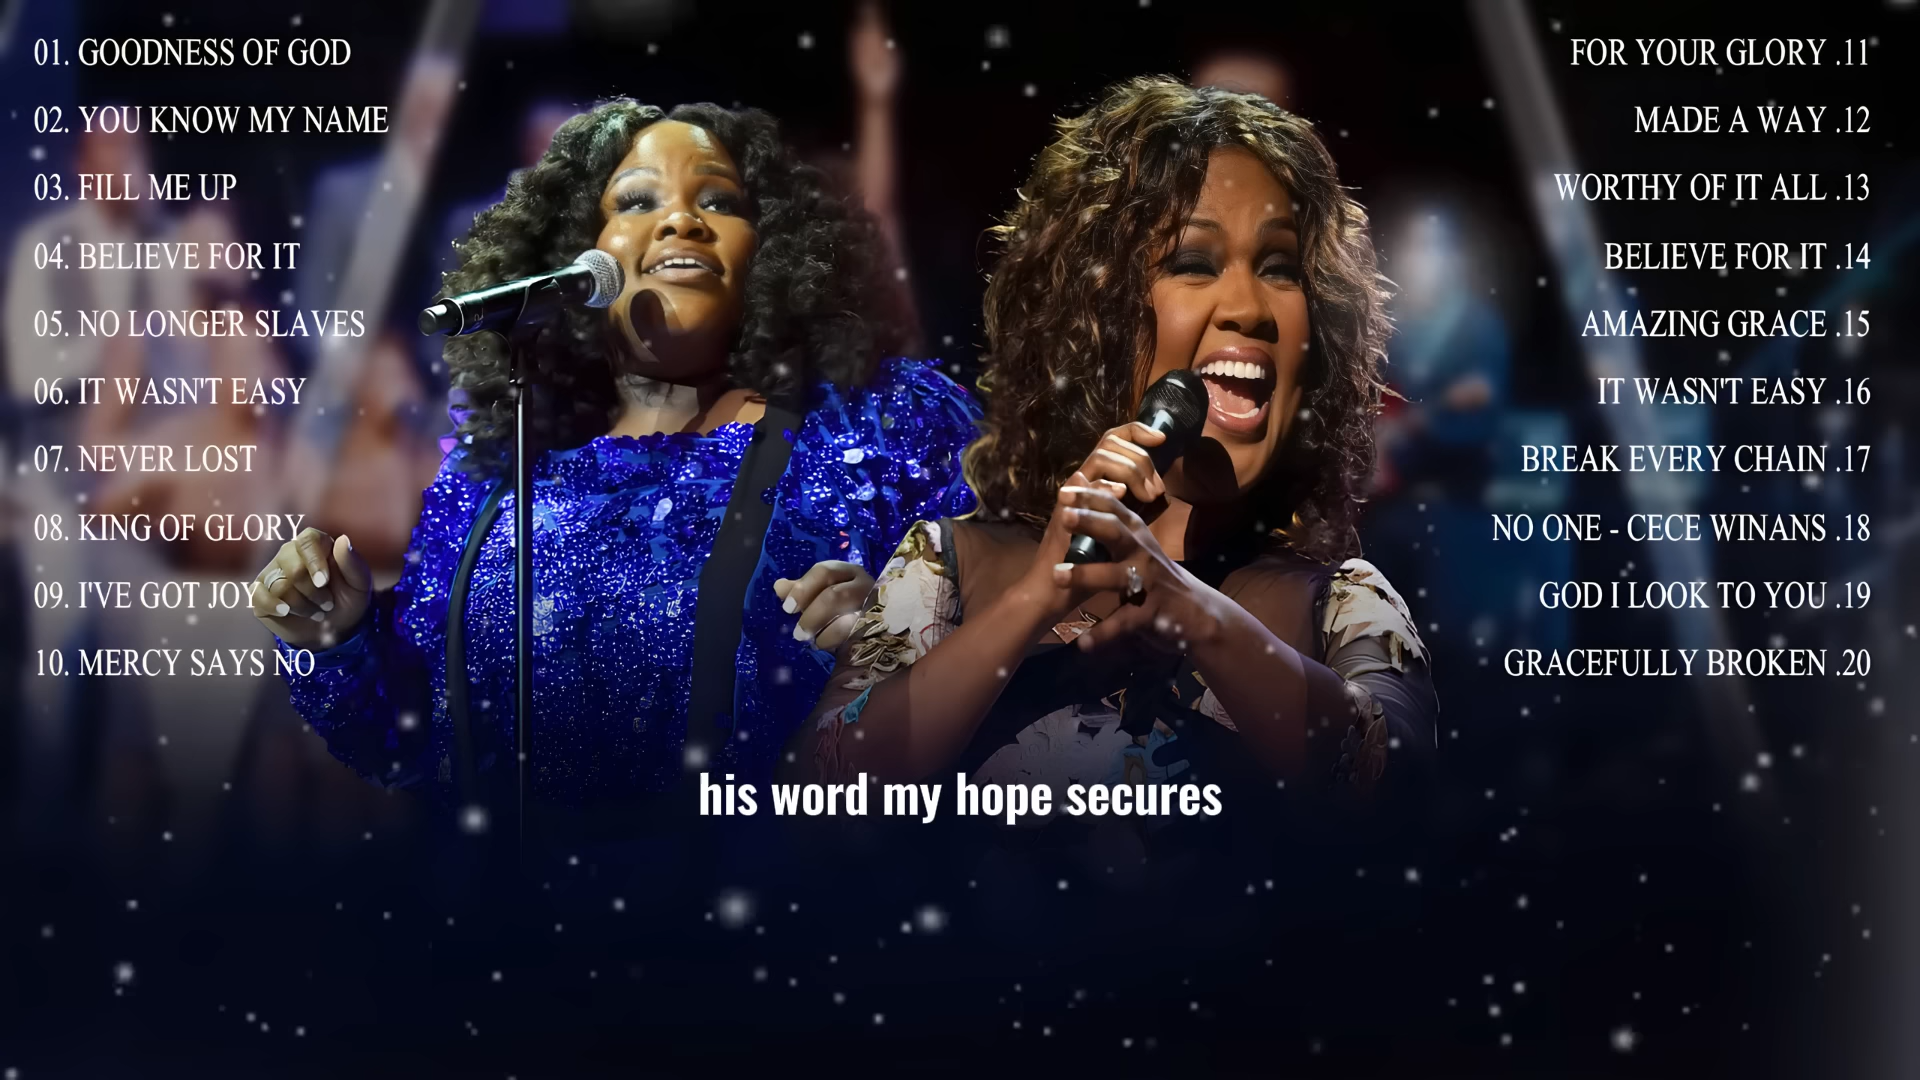 01. GOODNESS OF GOD
02. YOU KNOW MY NAME
03. FILL ME UP
04. BELIEVE FOR IT
05. NO LONGER SLAVES
06. IT WASN'T EASY
07. NEVER LOST
08. KING OF GLORY
09. I'VE GOT JOY
10. MERCY SAYS NO
FOR YOUR GLORY .11
MADE A WAY .12
WORTHY OF IT ALL .13
BELIEVE FOR IT .14
AMAZING GRACE .15
IT WASN'T EASY .16
BREAK EVERY CHAIN .17
NO ONE - CECE WINANS .18
GOD I LOOK TO YOU .19
GRACEFULLY BROKEN .20
his word my hope secures